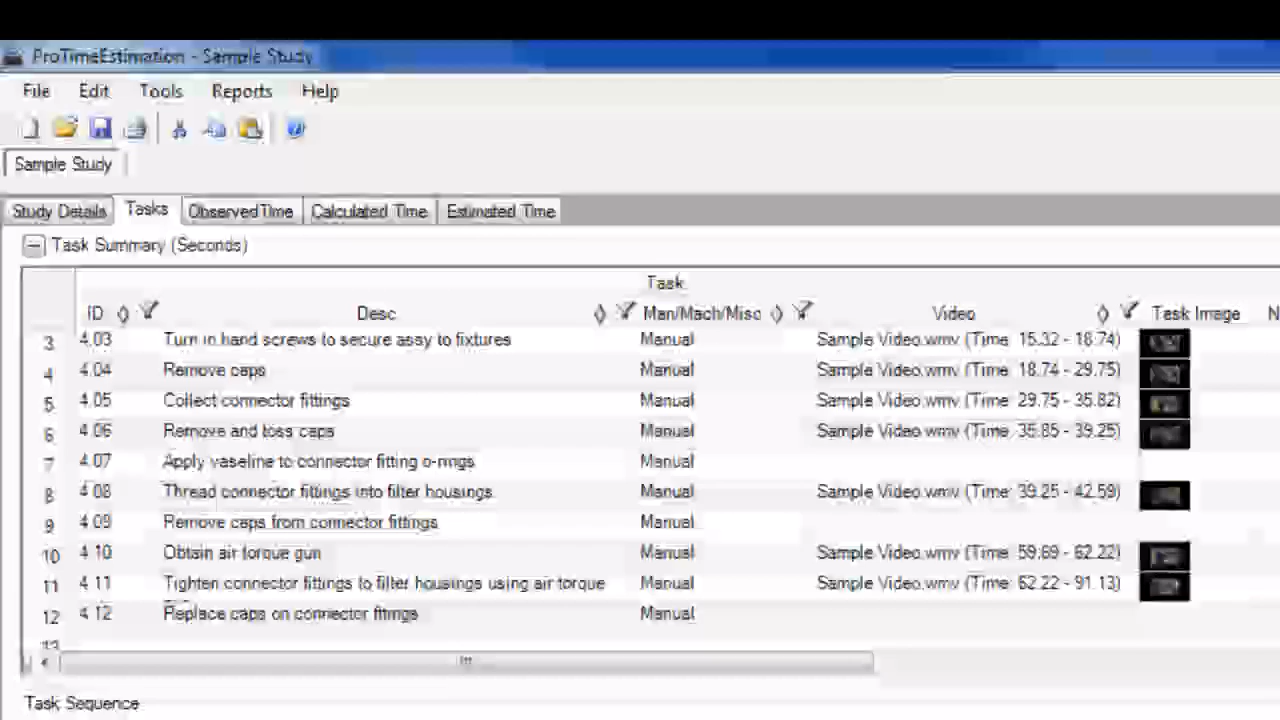 ProTimeEstimation - Sample Study
File Edit Tools Reports Help
Sample Study
Study Details Tasks Observed Time Calculated Time Estimated Time
Task Summary (Seconds)
Task
ID Desc Man/Mach/Misc Video Task Image N
3 4.03 Turn in hand screws to secure assy to fixtures Manual Sample Video.wmv (Time: 15.32 - 18.74)
4 4.04 Remove caps Manual Sample Video.wmv (Time: 18.74 - 29.75)
5 4.05 Collect connector fittings Manual Sample Video.wmv (Time: 29.75 - 35.82)
6 4.06 Remove and toss caps Manual Sample Video.wmv (Time: 35.85 - 39.25)
7 4.07 Apply vaseline to connector fitting o-rings Manual
8 4.08 Thread connector fittings into filter housings Manual Sample Video.wmv (Time: 39.25 - 42.59)
9 4.09 Remove caps from connector fittings Manual
10 4.10 Obtain air torque gun Manual Sample Video.wmv (Time: 59.69 - 62.22)
11 4.11 Tighten connector fittings to filter housings using air torque Manual Sample Video.wmv (Time: 62.22 - 91.13)
12 4.12 Replace caps on connector fittings Manual
13
Task Sequence